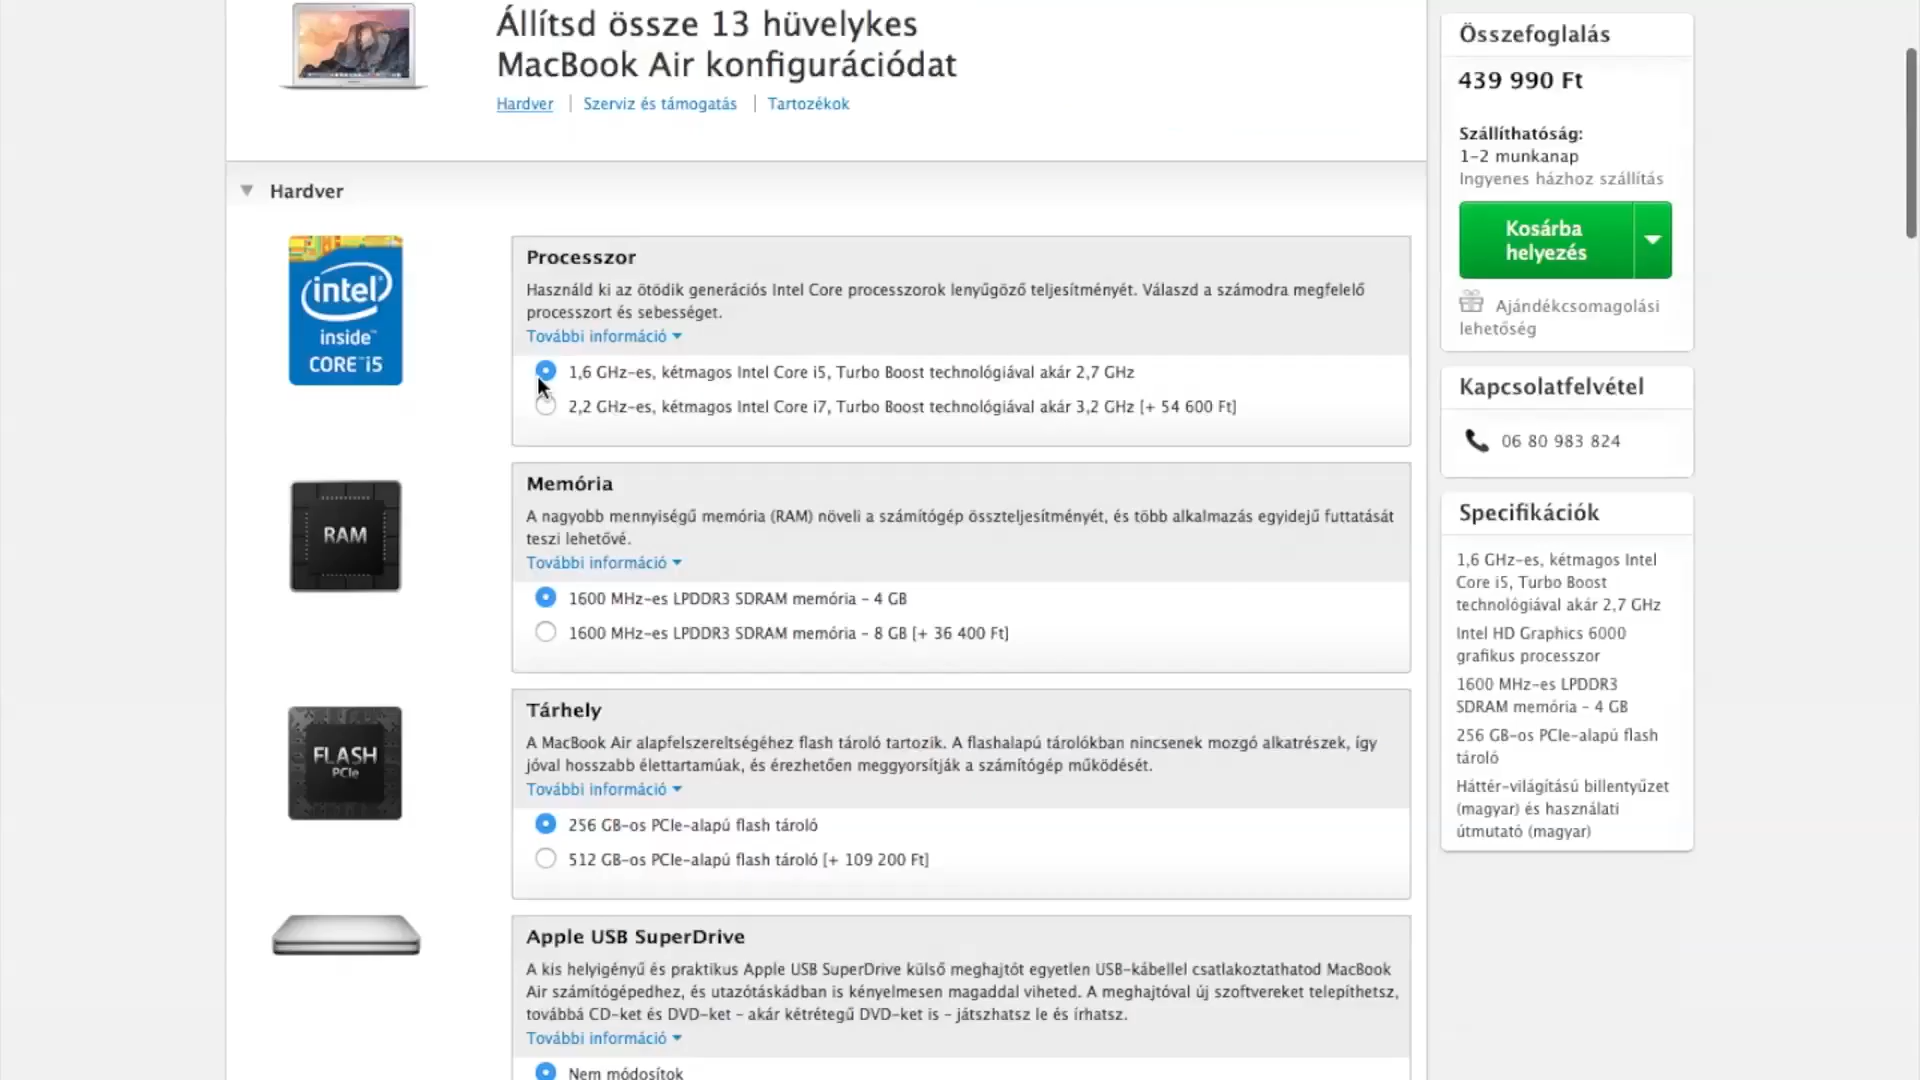 Állítsd össze 13 hüvelykes
MacBook Air konfigurációdat
Hardver | Szerviz és támogatás | Tartozékok
Hardver
intel
inside™
CORE™i5
Processzor
Használd ki az ötödik generációs Intel Core processzorok lenyűgöző teljesítményét. Válaszd a számodra megfelelő
processzort és sebességet.
További információ
1,6 GHz-es, kétmagos Intel Core i5, Turbo Boost technológiával akár 2,7 GHz
2,2 GHz-es, kétmagos Intel Core i7, Turbo Boost technológiával akár 3,2 GHz [+ 54 600 Ft]
RAM
Memória
A nagyobb mennyiségű memória (RAM) növeli a számítógép összteljesítményét, és több alkalmazás egyidejű futtatását
teszi lehetővé.
További információ
1600 MHz-es LPDDR3 SDRAM memória – 4 GB
1600 MHz-es LPDDR3 SDRAM memória – 8 GB [+ 36 400 Ft]
FLASH
PCIe
Tárhely
A MacBook Air alapfelszereltségéhez flash tároló tartozik. A flashalapú tárolókban nincsenek mozgó alkatrészek, így
jóval hosszabb élettartamúak, és érezhetően meggyorsítják a számítógép működését.
További információ
256 GB-os PCIe-alapú flash tároló
512 GB-os PCIe-alapú flash tároló [+ 109 200 Ft]
Apple USB SuperDrive
A kis helyigényű és praktikus Apple USB SuperDrive külső meghajtót egyetlen USB-kábellel csatlakoztathatod MacBook
Air számítógépedhez, és utazótáskádban is kényelmesen magaddal viheted. A meghajtóval új szoftvereket telepíthetsz,
továbbá CD-ket és DVD-ket – akár kétrétegű DVD-ket is – játszhatsz le és írhatsz.
További információ
Nem módosítok
Összefoglalás
439 990 Ft
Szállíthatóság:
1–2 munkanap
Ingyenes házhoz szállítás
Kosárba
helyezés
Ajándékcsomagolási
lehetőség
Kapcsolatfelvétel
06 80 983 824
Specifikációk
1,6 GHz-es, kétmagos Intel
Core i5, Turbo Boost
technológiával akár 2,7 GHz
Intel HD Graphics 6000
grafikus processzor
1600 MHz-es LPDDR3
SDRAM memória – 4 GB
256 GB-os PCIe-alapú flash
tároló
Háttér-világítású billentyűzet
(magyar) és használati
útmutató (magyar)